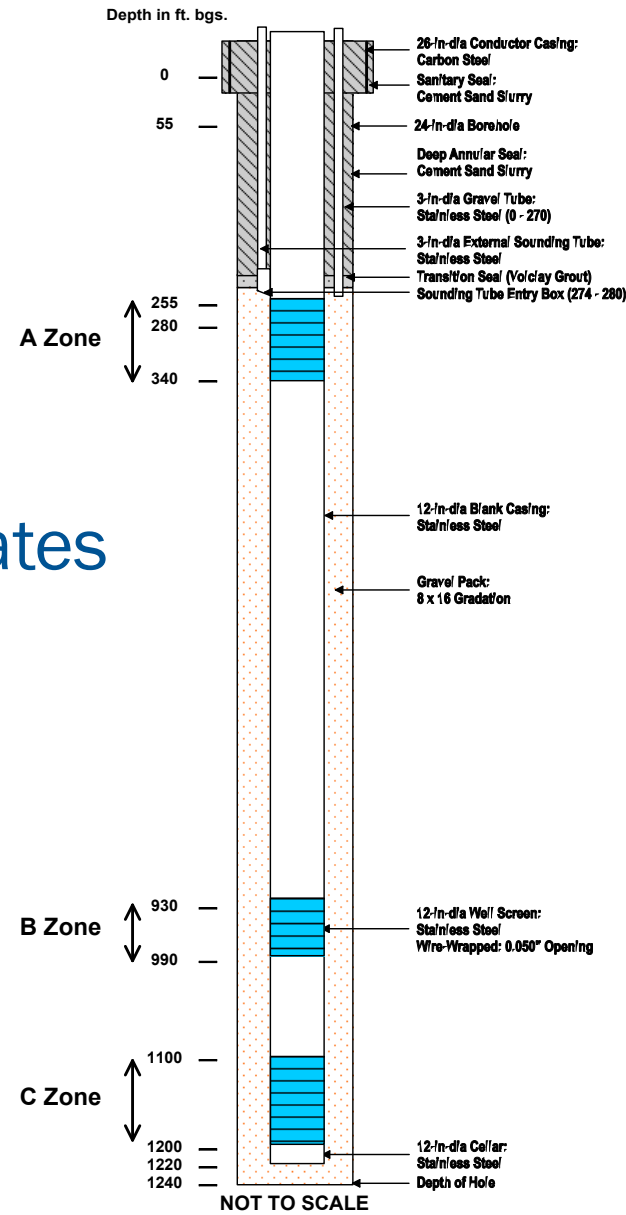 Depth in ft. bgs.
26-in-dia Conductor Casing:
Carbon Steel
0
Sanitary Seal:
Cement Sand Slurry
55
24-in-dia Borehole
Deep Annular Seal:
Cement Sand Slurry
3-in-dia Gravel Tube:
Stainless Steel (0 - 270)
3-in-dia External Sounding Tube:
Stainless Steel
Transition Seal (Volclay Grout)
Sounding Tube Entry Box (274 - 280)
255
280
A Zone
340
12-in-dia Blank Casing:
Stainless Steel
ates
Gravel Pack:
8 x 16 Gradation
930
B Zone
12-in-dia Well Screen:
Stainless Steel
Wire-Wrapped: 0.050" Opening
990
1100
C Zone
1200
12-in-dia Cellar:
Stainless Steel
1220
1240
Depth of Hole
NOT TO SCALE